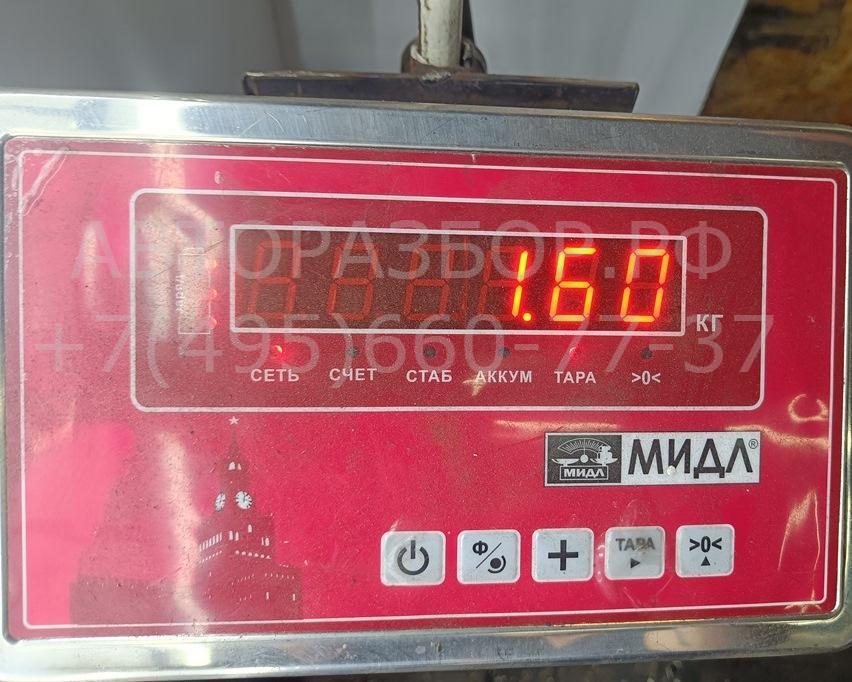 АВТОРАЗБОР.РФ
+7(495)660-77-37
1.60
КГ
СЕТЬ СЧЕТ СТАБ АККУМ ТАРА >0<
МИДЛ МИДЛ®
Ф + ТАРА >0<